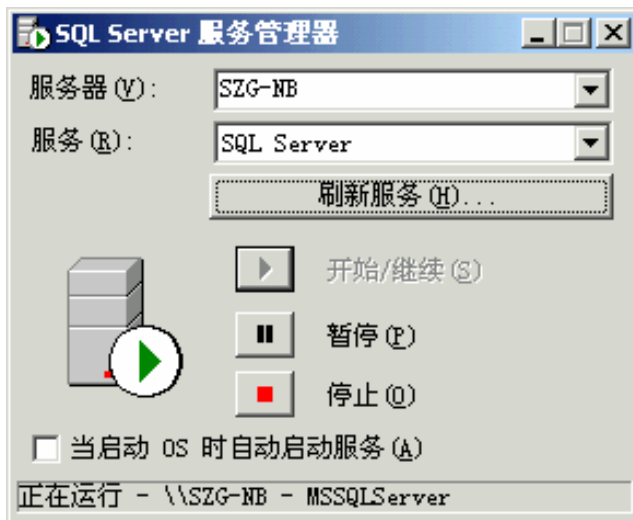 SQL Server 服务管理器
服务器(V): SZG-NB
服务(R): SQL Server
刷新服务(H)...
开始/继续(S)
暂停(P)
停止(O)
当启动 OS 时自动启动服务(A)
正在运行 - \\SZG-NB - MSSQLServer